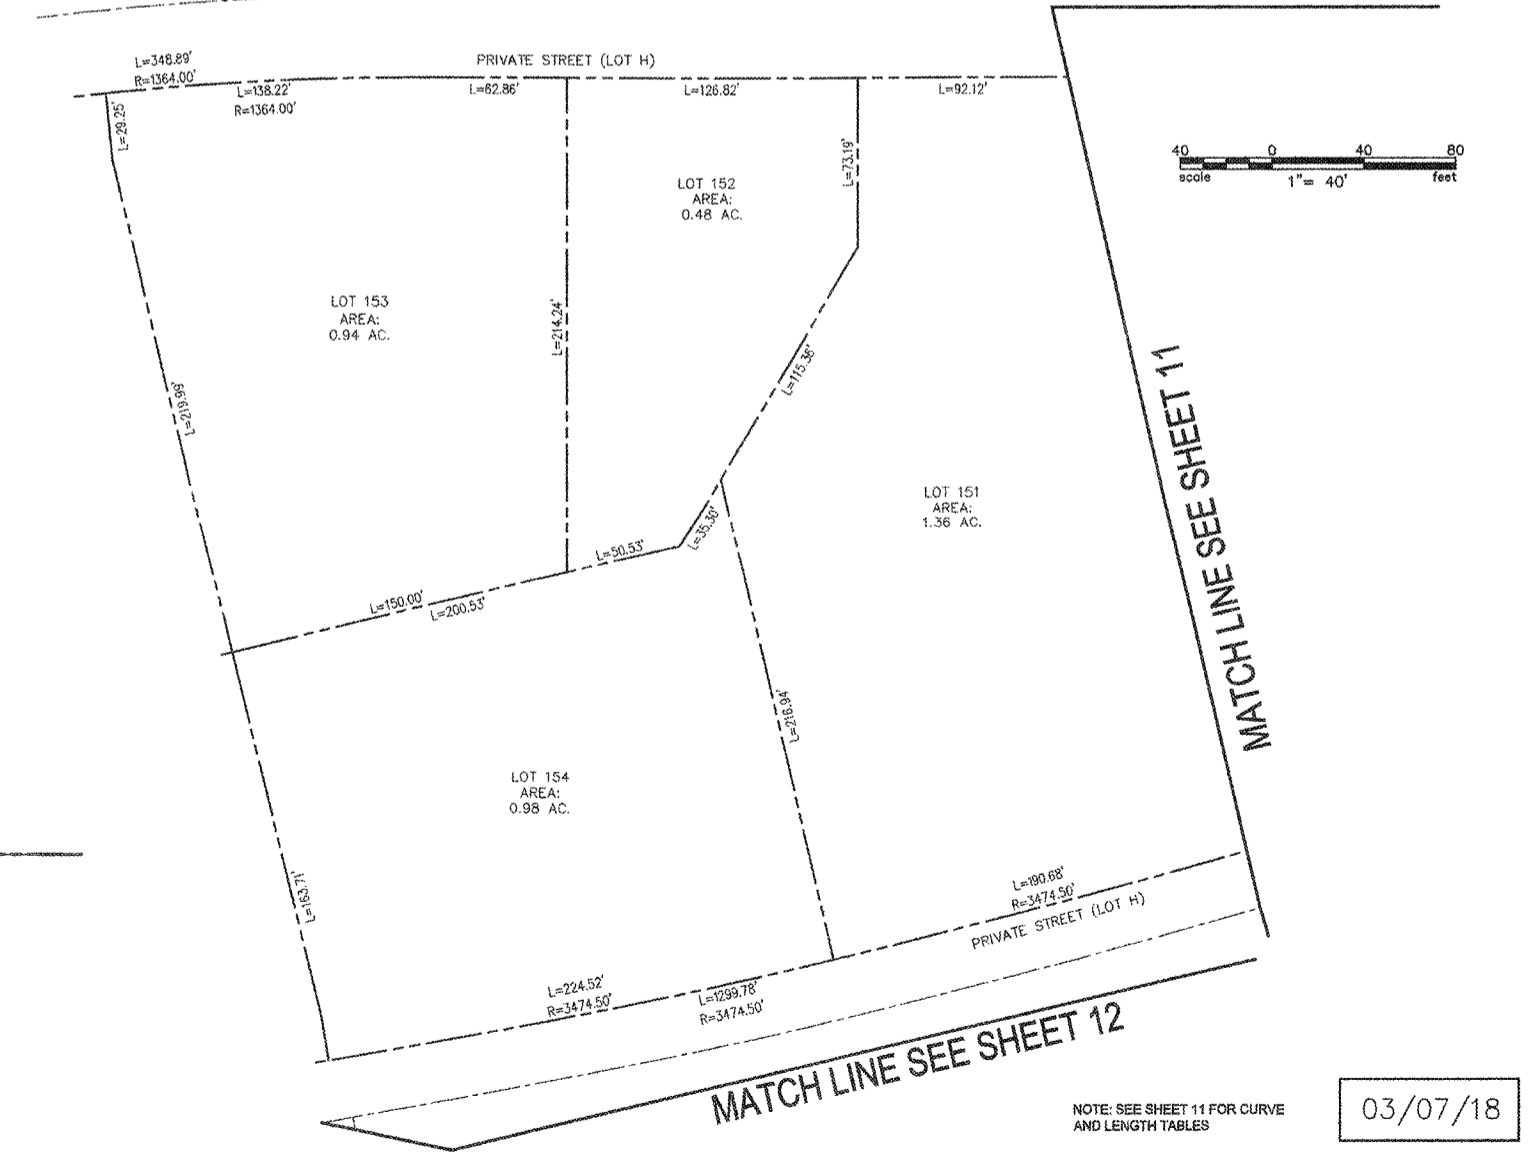 L=348.89'
R=1364.00'
PRIVATE STREET (LOT H)
L=138.22'
R=1364.00'
L=62.86'
L=126.82'
L=92.12'
L=29.25'
L=73.19'
40 0 40 80
scale 1"= 40' feet
LOT 152
AREA:
0.48 AC.
LOT 153
AREA:
0.94 AC.
L=214.24'
L=115.36'
L=219.99'
MATCH LINE SEE SHEET 11
LOT 151
AREA:
1.36 AC.
L=35.30'
L=50.53'
L=150.00'
L=200.53'
L=216.94'
LOT 154
AREA:
0.98 AC.
L=163.71'
L=190.68'
R=3474.50'
PRIVATE STREET (LOT H)
L=224.52'
R=3474.50'
L=1299.78'
R=3474.50'
MATCH LINE SEE SHEET 12
NOTE: SEE SHEET 11 FOR CURVE
AND LENGTH TABLES
03/07/18